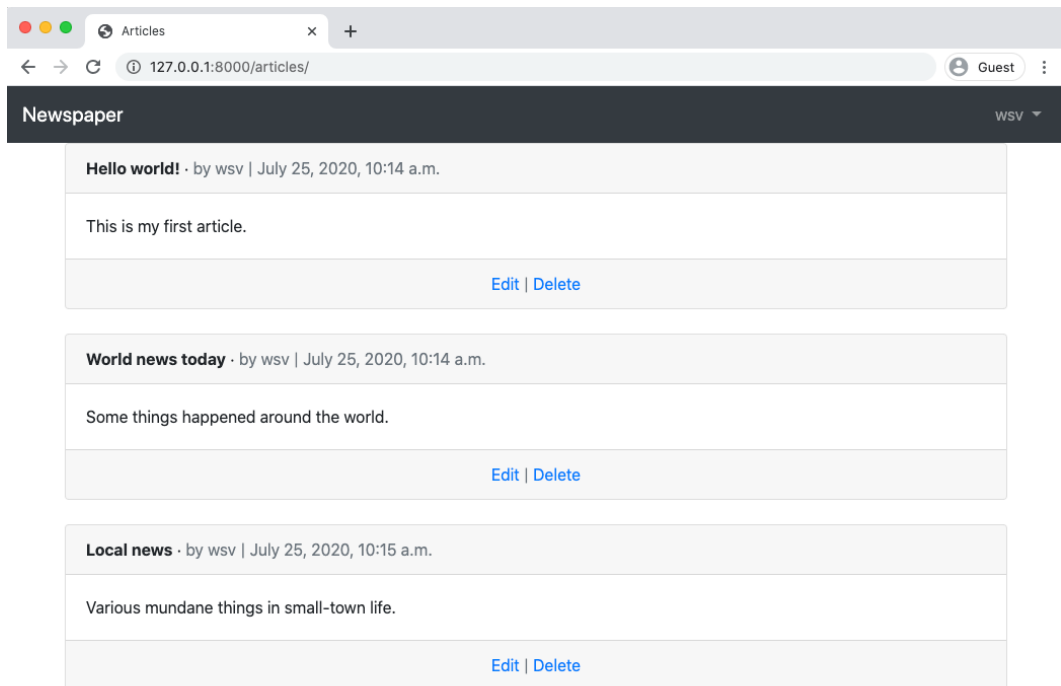 Articles
127.0.0.1:8000/articles/
Guest
Newspaper
wsv
Hello world! · by wsv | July 25, 2020, 10:14 a.m.
This is my first article.
Edit | Delete
World news today · by wsv | July 25, 2020, 10:14 a.m.
Some things happened around the world.
Edit | Delete
Local news · by wsv | July 25, 2020, 10:15 a.m.
Various mundane things in small-town life.
Edit | Delete